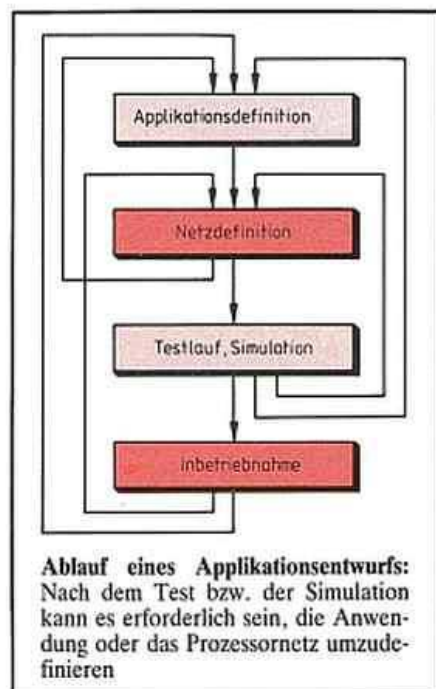 Applikationsdefinition
Netzdefinition
Testlauf, Simulation
Inbetriebnahme
Ablauf eines Applikationsentwurfs:
Nach dem Test bzw. der Simulation
kann es erforderlich sein, die Anwen-
dung oder das Prozessornetz umzude-
finieren